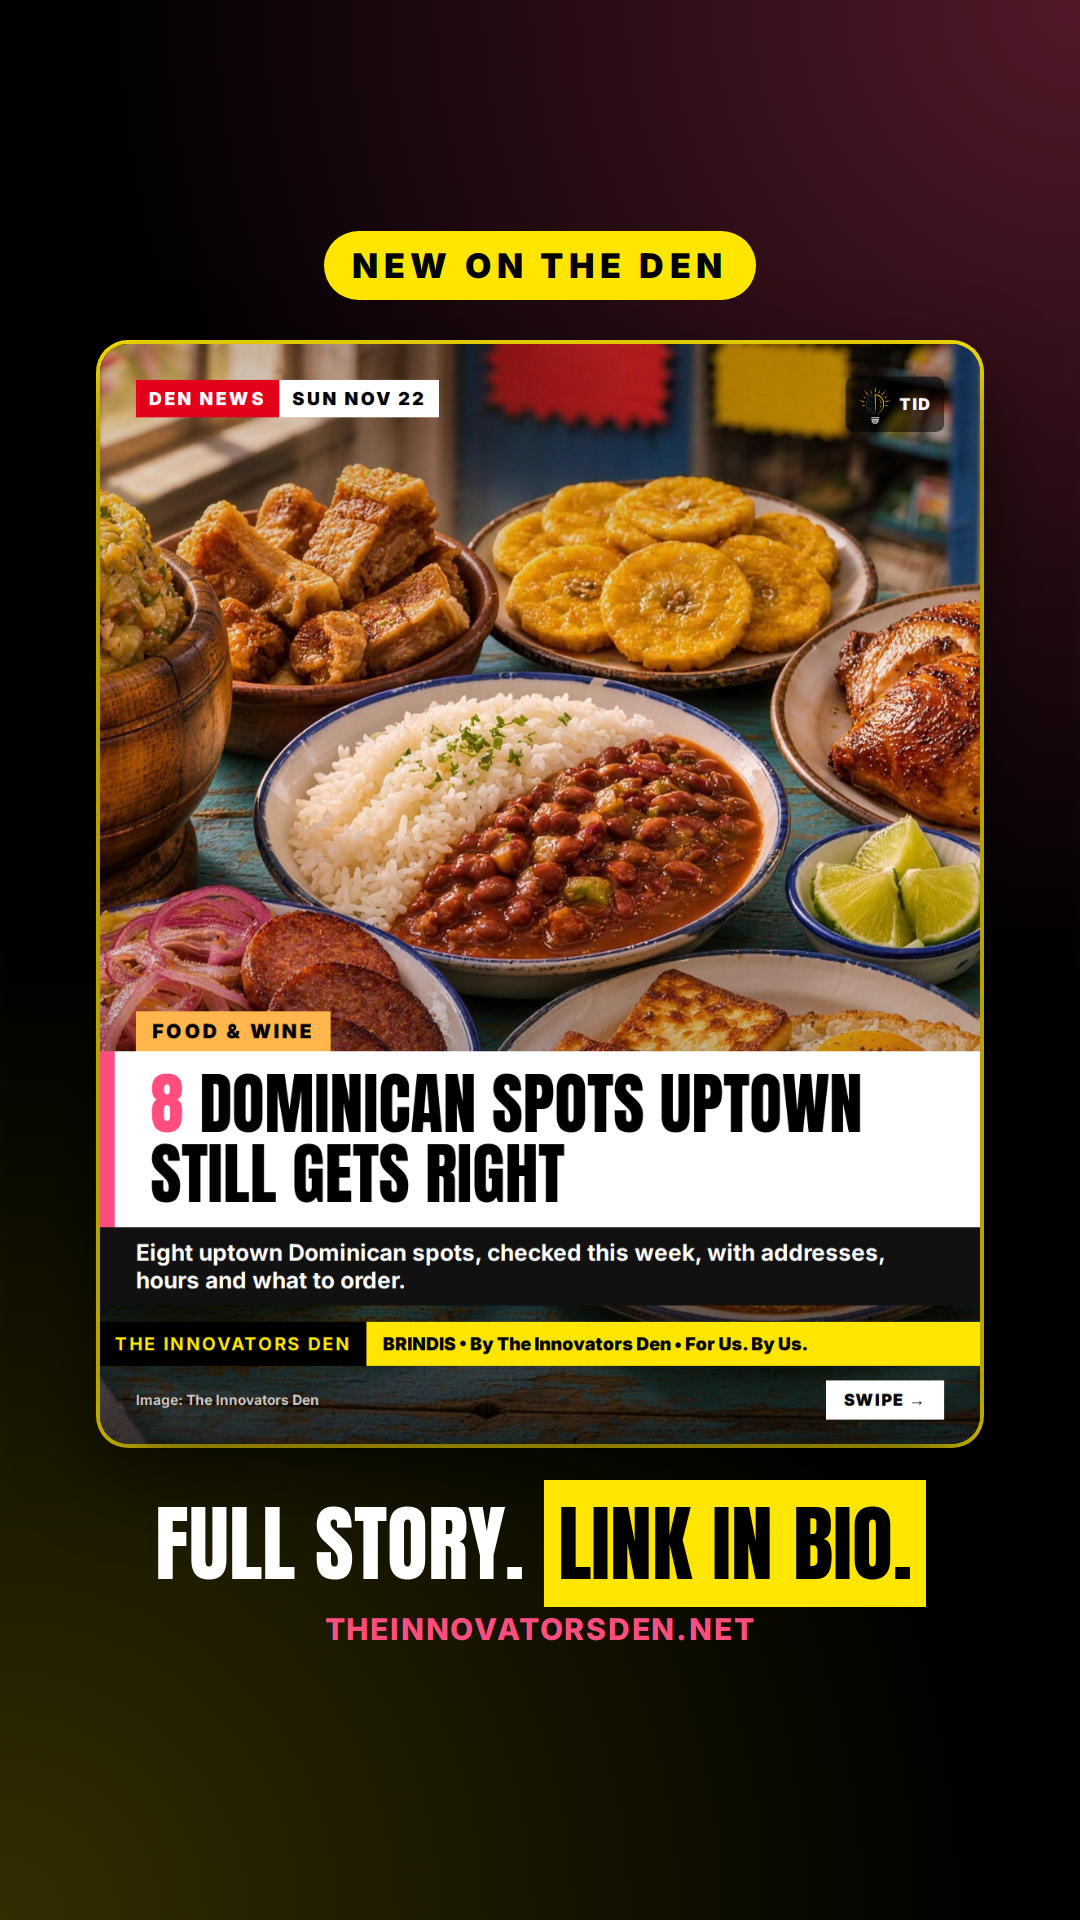 NEW ON THE DEN
DEN NEWS SUN NOV 22
TID
FOOD & WINE
8 DOMINICAN SPOTS UPTOWN
STILL GETS RIGHT
Eight uptown Dominican spots, checked this week, with addresses,
hours and what to order.
THE INNOVATORS DEN BRINDIS • By The Innovators Den • For Us. By Us.
Image: The Innovators Den
SWIPE →
FULL STORY. LINK IN BIO.
THEINNOVATORSDEN.NET